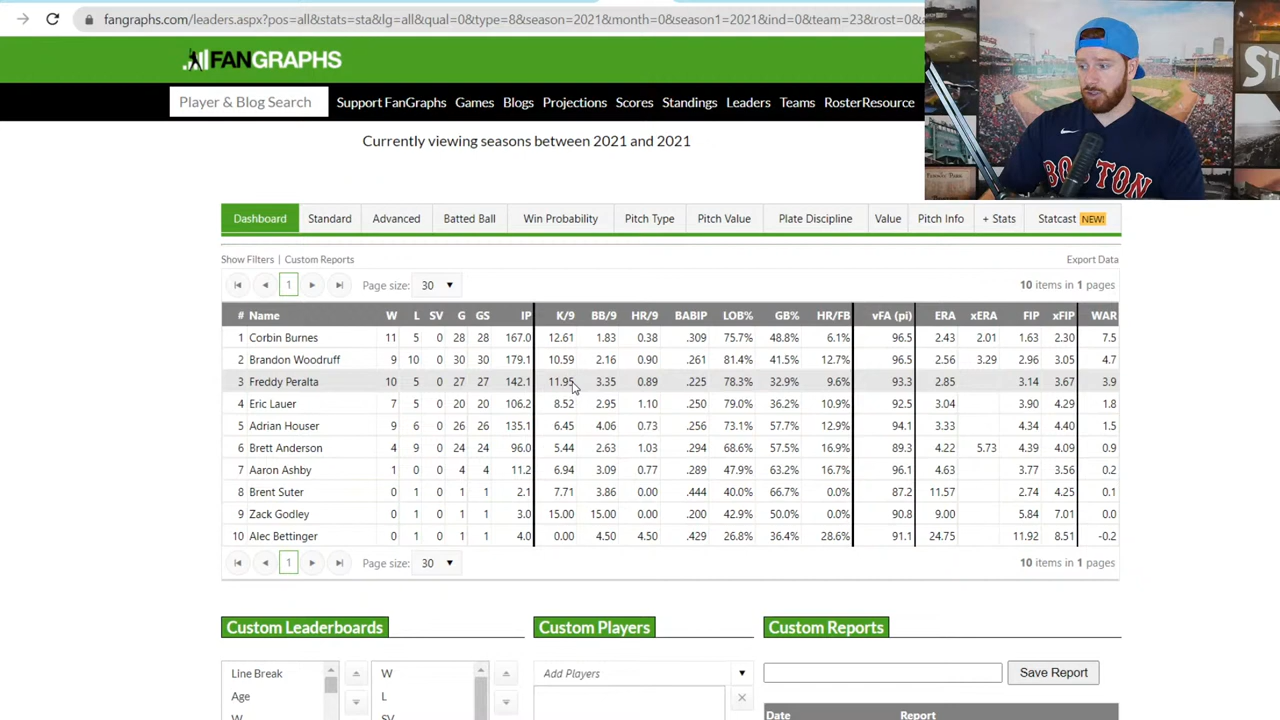 fangraphs.com/leaders.aspx?pos=all&stats=sta&lg=all&qual=0&type=8&season=2021&month=0&season1=2021&ind=0&team=23&rost=0&
FANGRAPHS
Player & Blog Search Support FanGraphs Games Blogs Projections Scores Standings Leaders Teams RosterResource
BOSTON
Currently viewing seasons between 2021 and 2021
Dashboard Standard Advanced Batted Ball Win Probability Pitch Type Pitch Value Plate Discipline Value Pitch Info + Stats Statcast NEW!
Show Filters | Custom Reports Export Data
1 Page size: 30 10 items in 1 pages
# Name W L SV G GS IP K/9 BB/9 HR/9 BABIP LOB% GB% HR/FB vFA (pi) ERA xERA FIP xFIP WAR
1 Corbin Burnes 11 5 0 28 28 167.0 12.61 1.83 0.38 .309 75.7% 48.8% 6.1% 96.5 2.43 2.01 1.63 2.30 7.5
2 Brandon Woodruff 9 10 0 30 30 179.1 10.59 2.16 0.90 .261 81.4% 41.5% 12.7% 96.5 2.56 3.29 2.96 3.05 4.7
3 Freddy Peralta 10 5 0 27 27 142.1 11.95 3.35 0.89 .225 78.3% 32.9% 9.6% 93.3 2.85 3.14 3.67 3.9
4 Eric Lauer 7 5 0 20 20 106.2 8.52 2.95 1.10 .250 79.0% 36.2% 10.9% 92.5 3.04 3.90 4.29 1.8
5 Adrian Houser 9 6 0 26 26 135.1 6.45 4.06 0.73 .256 73.1% 57.7% 12.9% 94.1 3.33 4.34 4.40 1.5
6 Brett Anderson 4 9 0 24 24 96.0 5.44 2.63 1.03 .294 68.6% 57.5% 16.9% 89.3 4.22 5.73 4.39 4.09 0.9
7 Aaron Ashby 1 0 0 4 4 11.2 6.94 3.09 0.77 .289 47.9% 63.2% 16.7% 96.1 4.63 3.77 3.56 0.2
8 Brent Suter 0 0 0 1 1 2.1 7.71 3.86 0.00 .444 40.0% 66.7% 0.0% 87.2 11.57 2.74 4.25 0.1
9 Zack Godley 0 1 0 1 1 3.0 15.00 15.00 0.00 .200 42.9% 50.0% 0.0% 90.8 9.00 5.84 7.01 0.0
10 Alec Bettinger 0 1 0 1 1 4.0 0.00 4.50 4.50 .429 26.8% 36.4% 28.6% 91.1 24.75 11.92 8.51 -0.2
1 Page size: 30 10 items in 1 pages
Custom Leaderboards Custom Players Custom Reports
Line Break W Add Players Save Report
Age L
W SV
Date Report